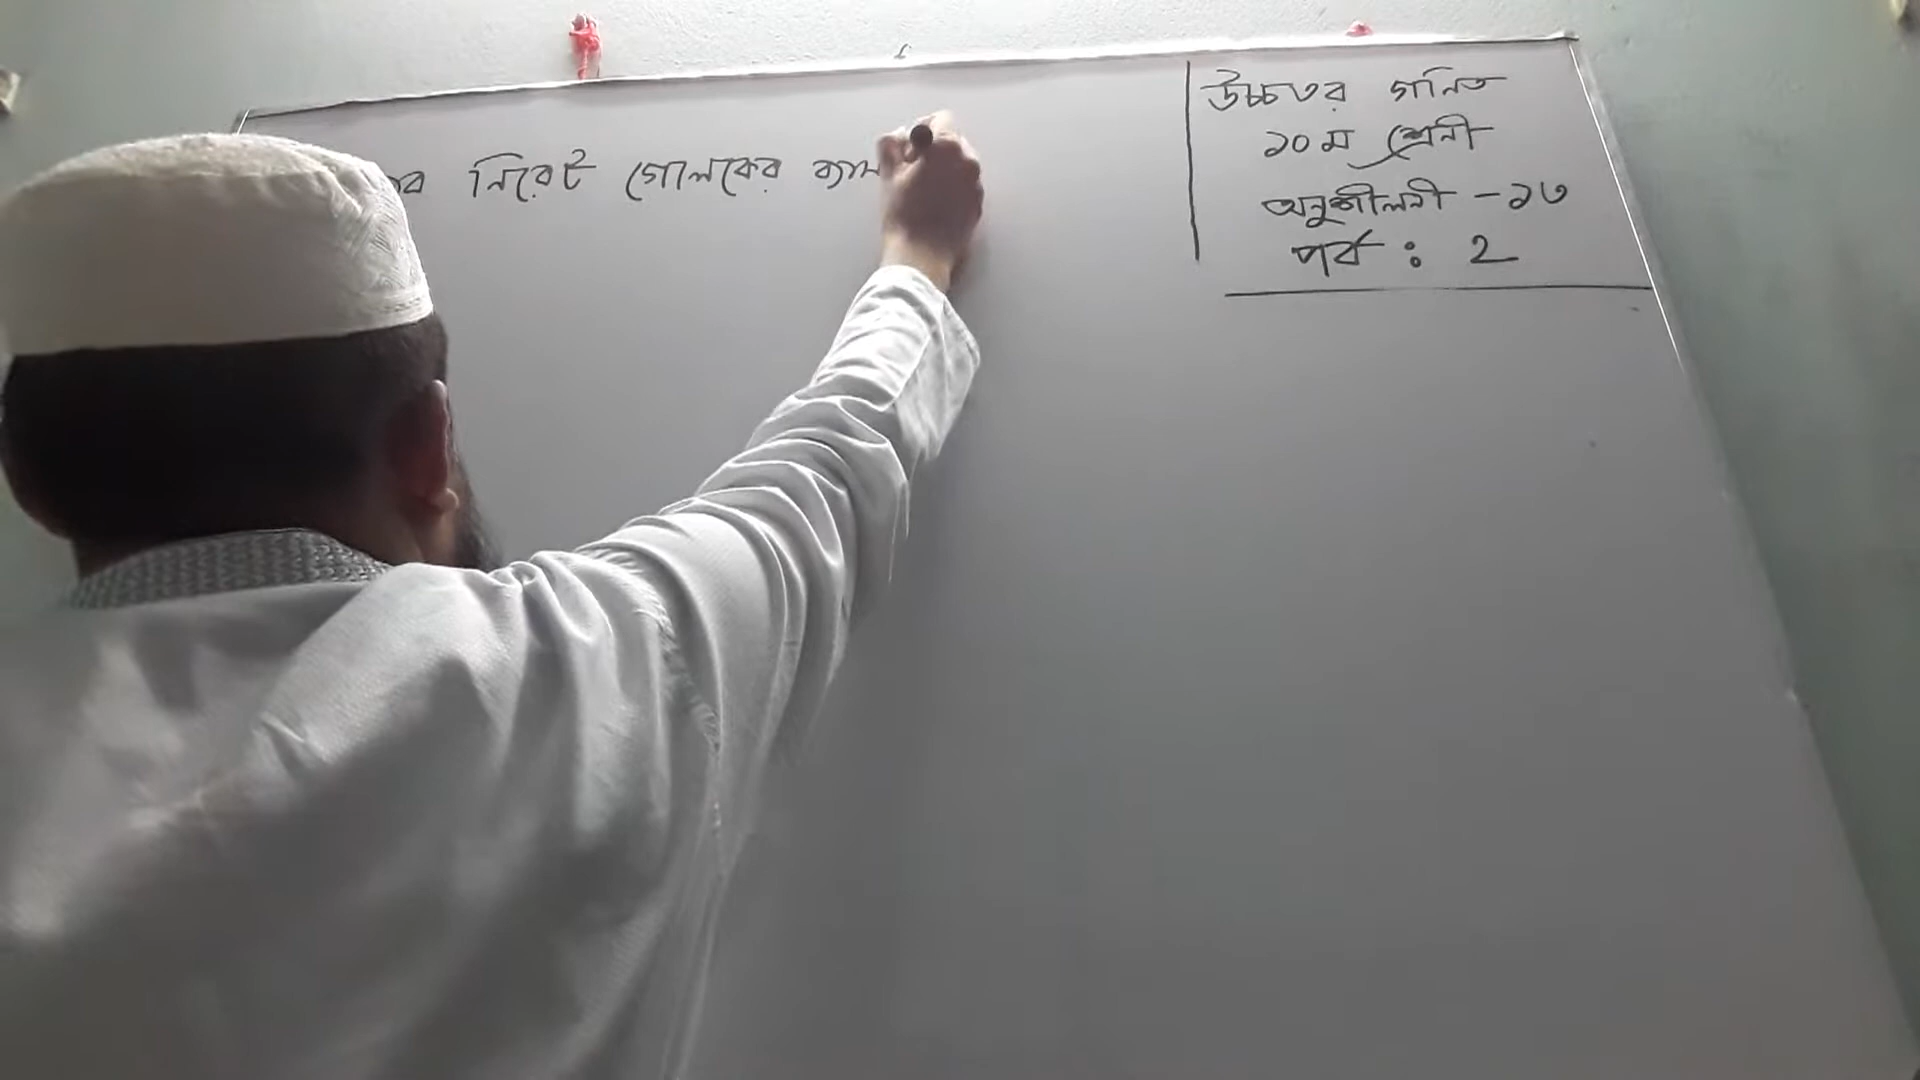 নিরেট গোলকের ব্যাস
উচ্চতর গনিত
১০ম শ্রেনী
অনুশীলনী - ১৩
পর্ব : 2